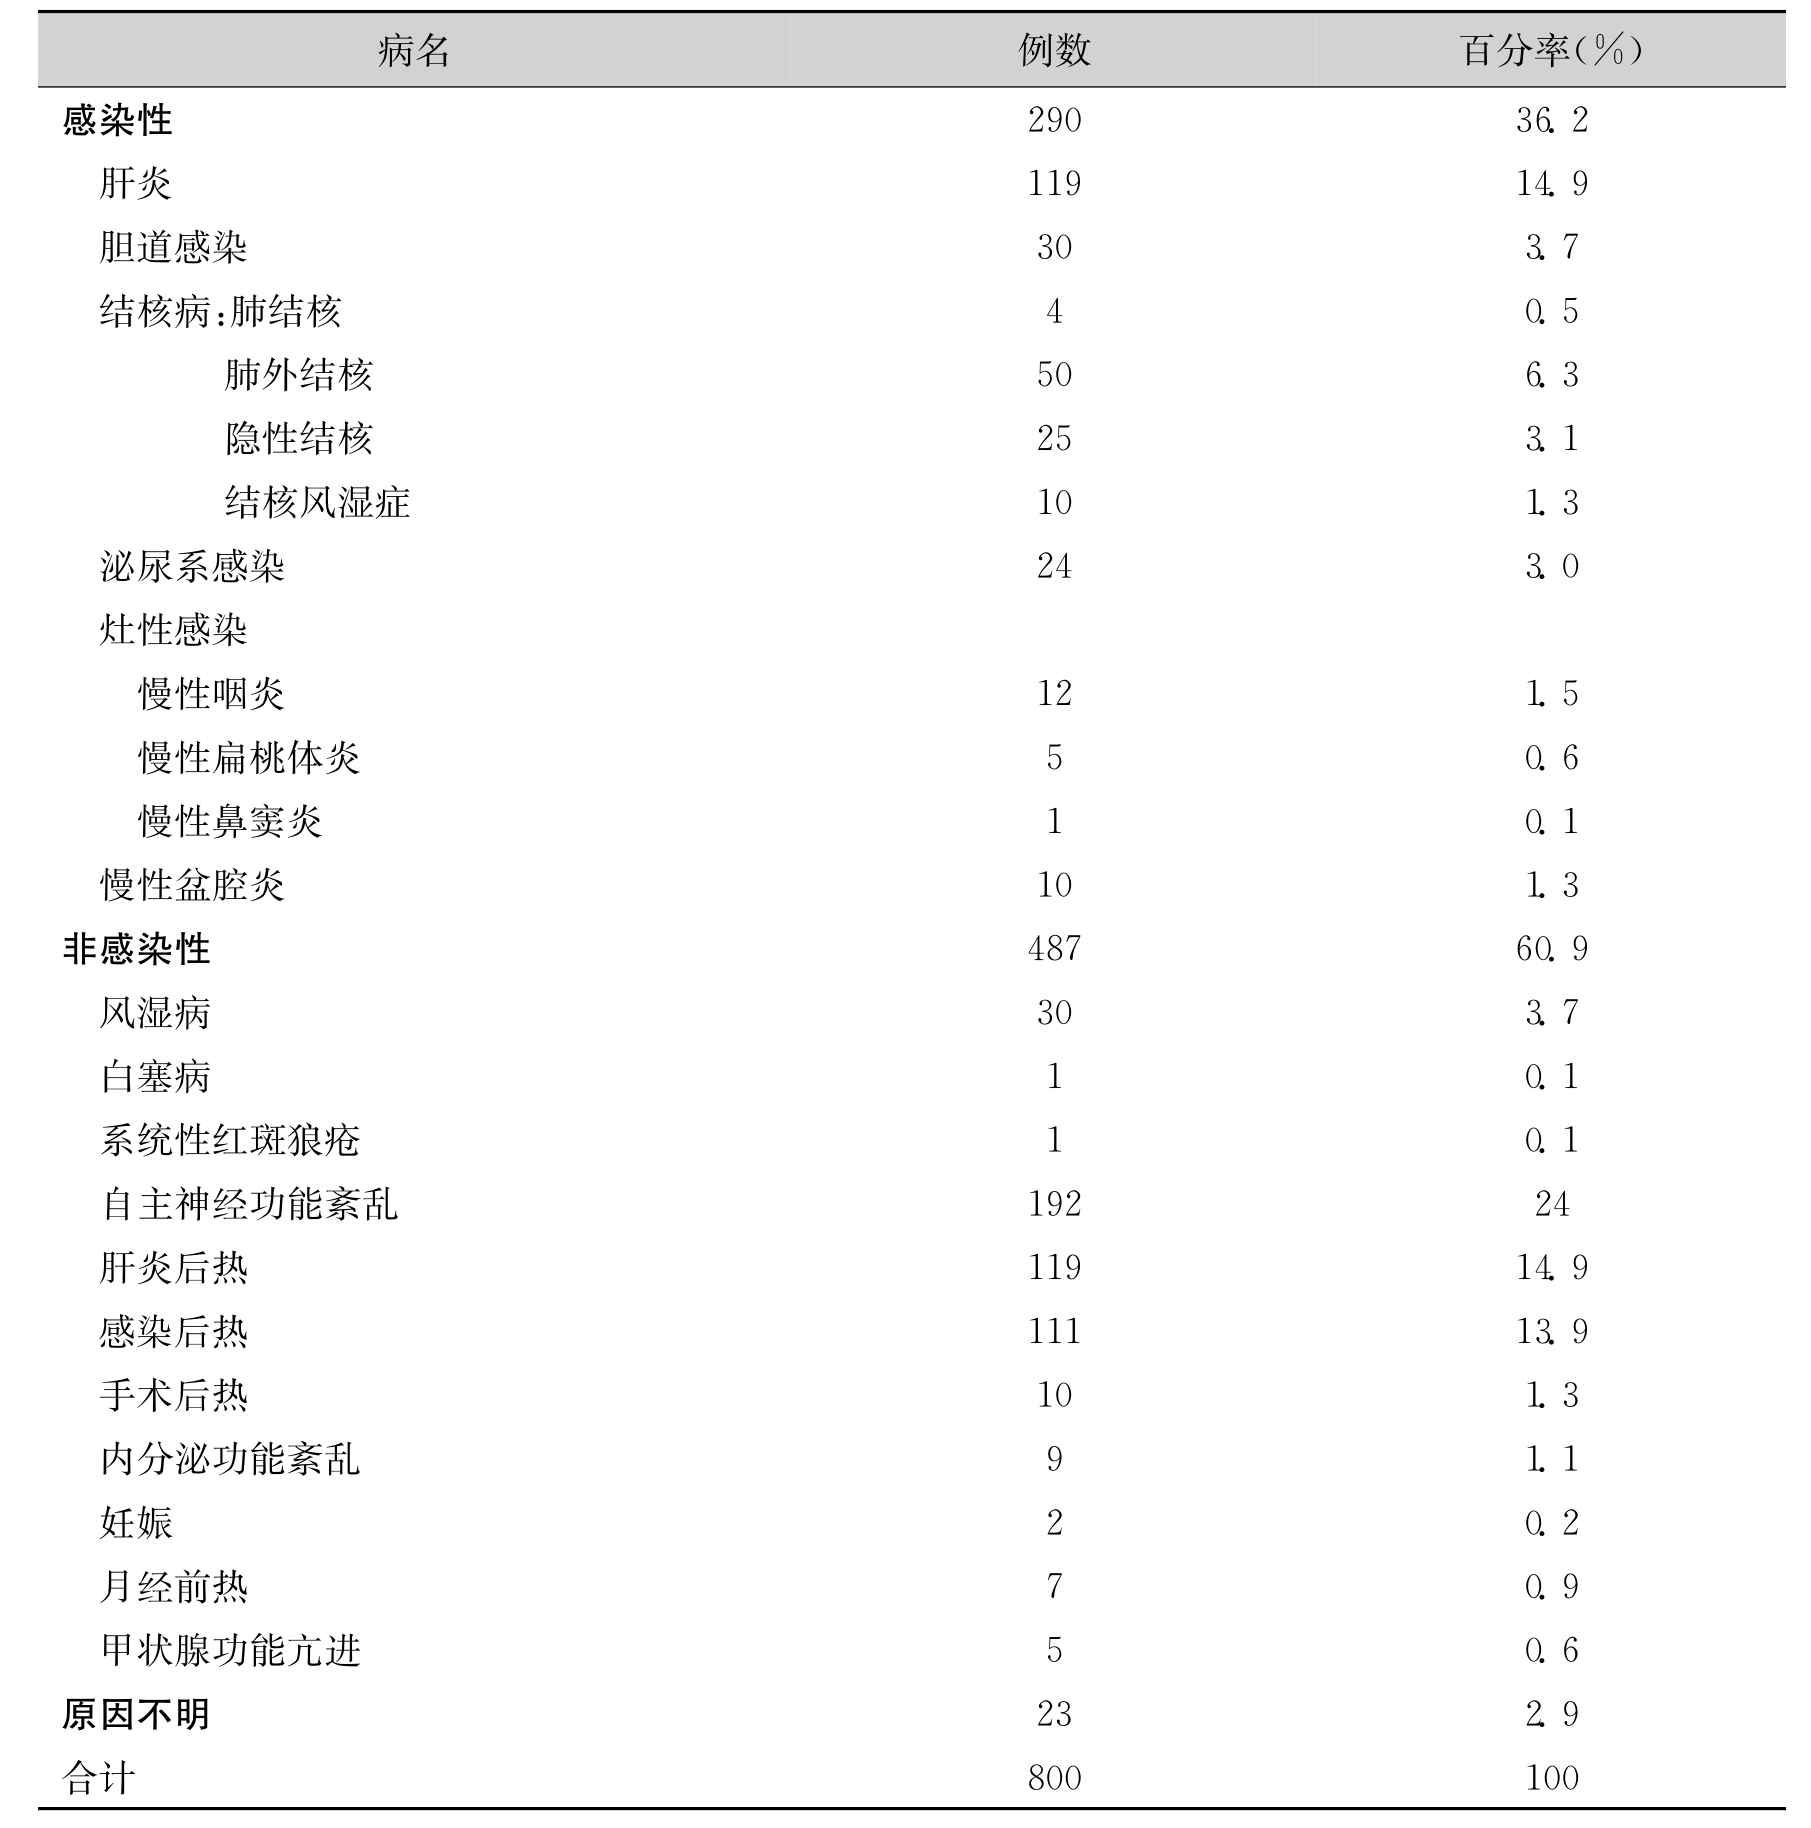 病名 例数 百分率(%)
感染性 290 36.2
肝炎 119 14.9
胆道感染 30 3.7
结核病:肺结核 4 0.5
肺外结核 50 6.3
隐性结核 25 3.1
结核风湿症 10 1.3
泌尿系感染 24 3.0
灶性感染
慢性咽炎 12 1.5
慢性扁桃体炎 5 0.6
慢性鼻窦炎 1 0.1
慢性盆腔炎 10 1.3
非感染性 487 60.9
风湿病 30 3.7
白塞病 1 0.1
系统性红斑狼疮 1 0.1
自主神经功能紊乱 192 24
肝炎后热 119 14.9
感染后热 111 13.9
手术后热 10 1.3
内分泌功能紊乱 9 1.1
妊娠 2 0.2
月经前热 7 0.9
甲状腺功能亢进 5 0.6
原因不明 23 2.9
合计 800 100